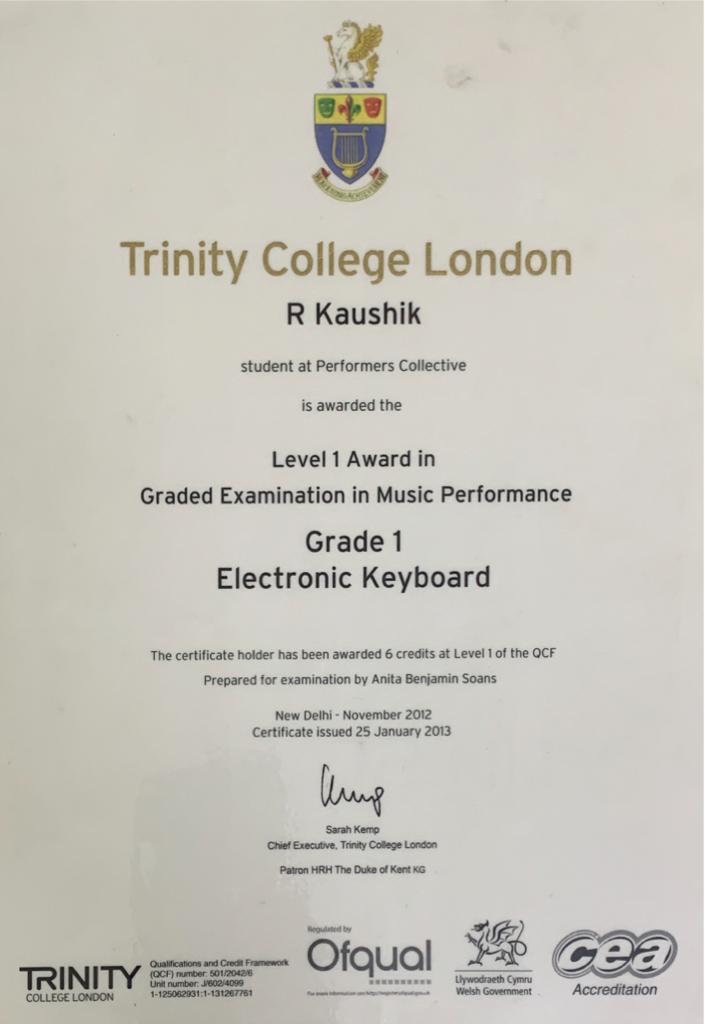 Trinity College London
R Kaushik
student at Performers Collective
is awarded the
Level 1 Award in
Graded Examination in Music Performance
Grade 1
Electronic Keyboard
The certificate holder has been awarded 6 credits at Level 1 of the QCF
Prepared for examination by Anita Benjamin Soans
New Delhi - November 2012
Certificate issued 25 January 2013
Sarah Kemp
Chief Executive, Trinity College London
Patron HRH The Duke of Kent KG
TRINITY
COLLEGE LONDON
Qualifications and Credit Framework
(QCF) number: 501/2042/6
Unit number: J/602/4099
1-125062931:1-131267761
Regulated by
Ofqual
Llywodraeth Cymru
Welsh Government
cea
Accreditation